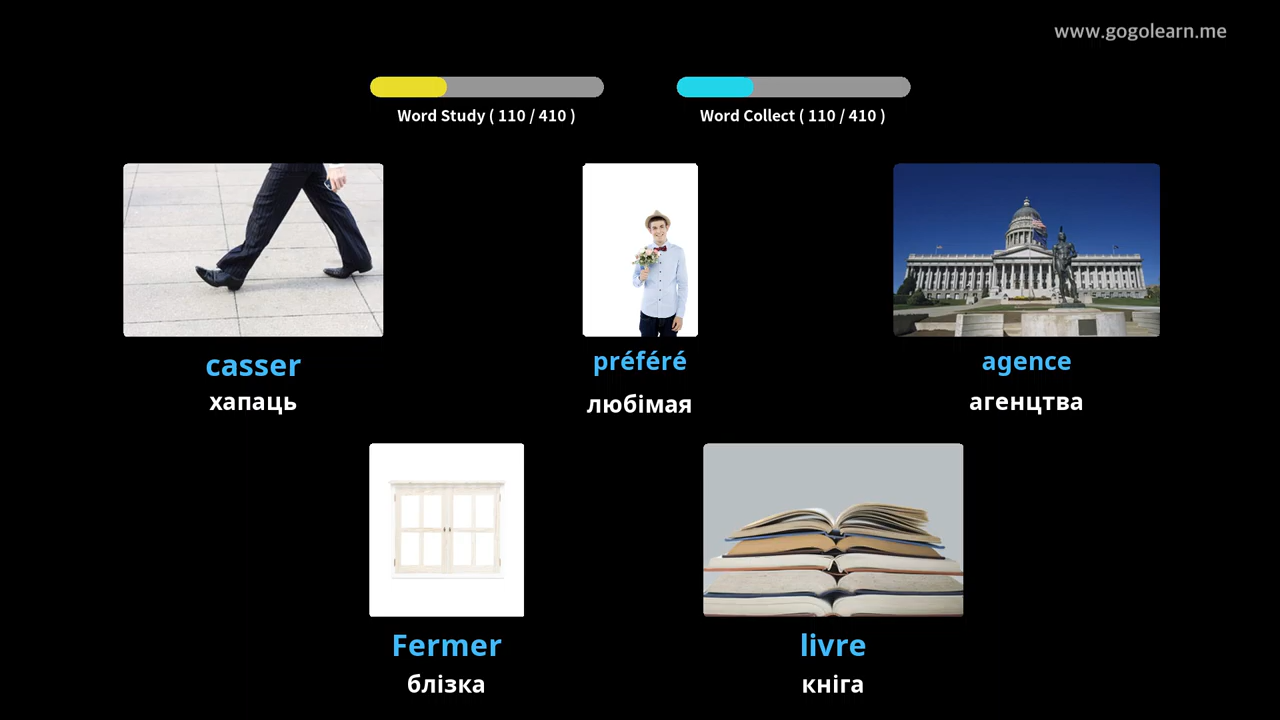 www.gogolearn.me
Word Study ( 110 / 410 )
Word Collect ( 110 / 410 )
casser
хапаць
préféré
любімая
agence
агенцтва
Fermer
блізка
livre
кніга